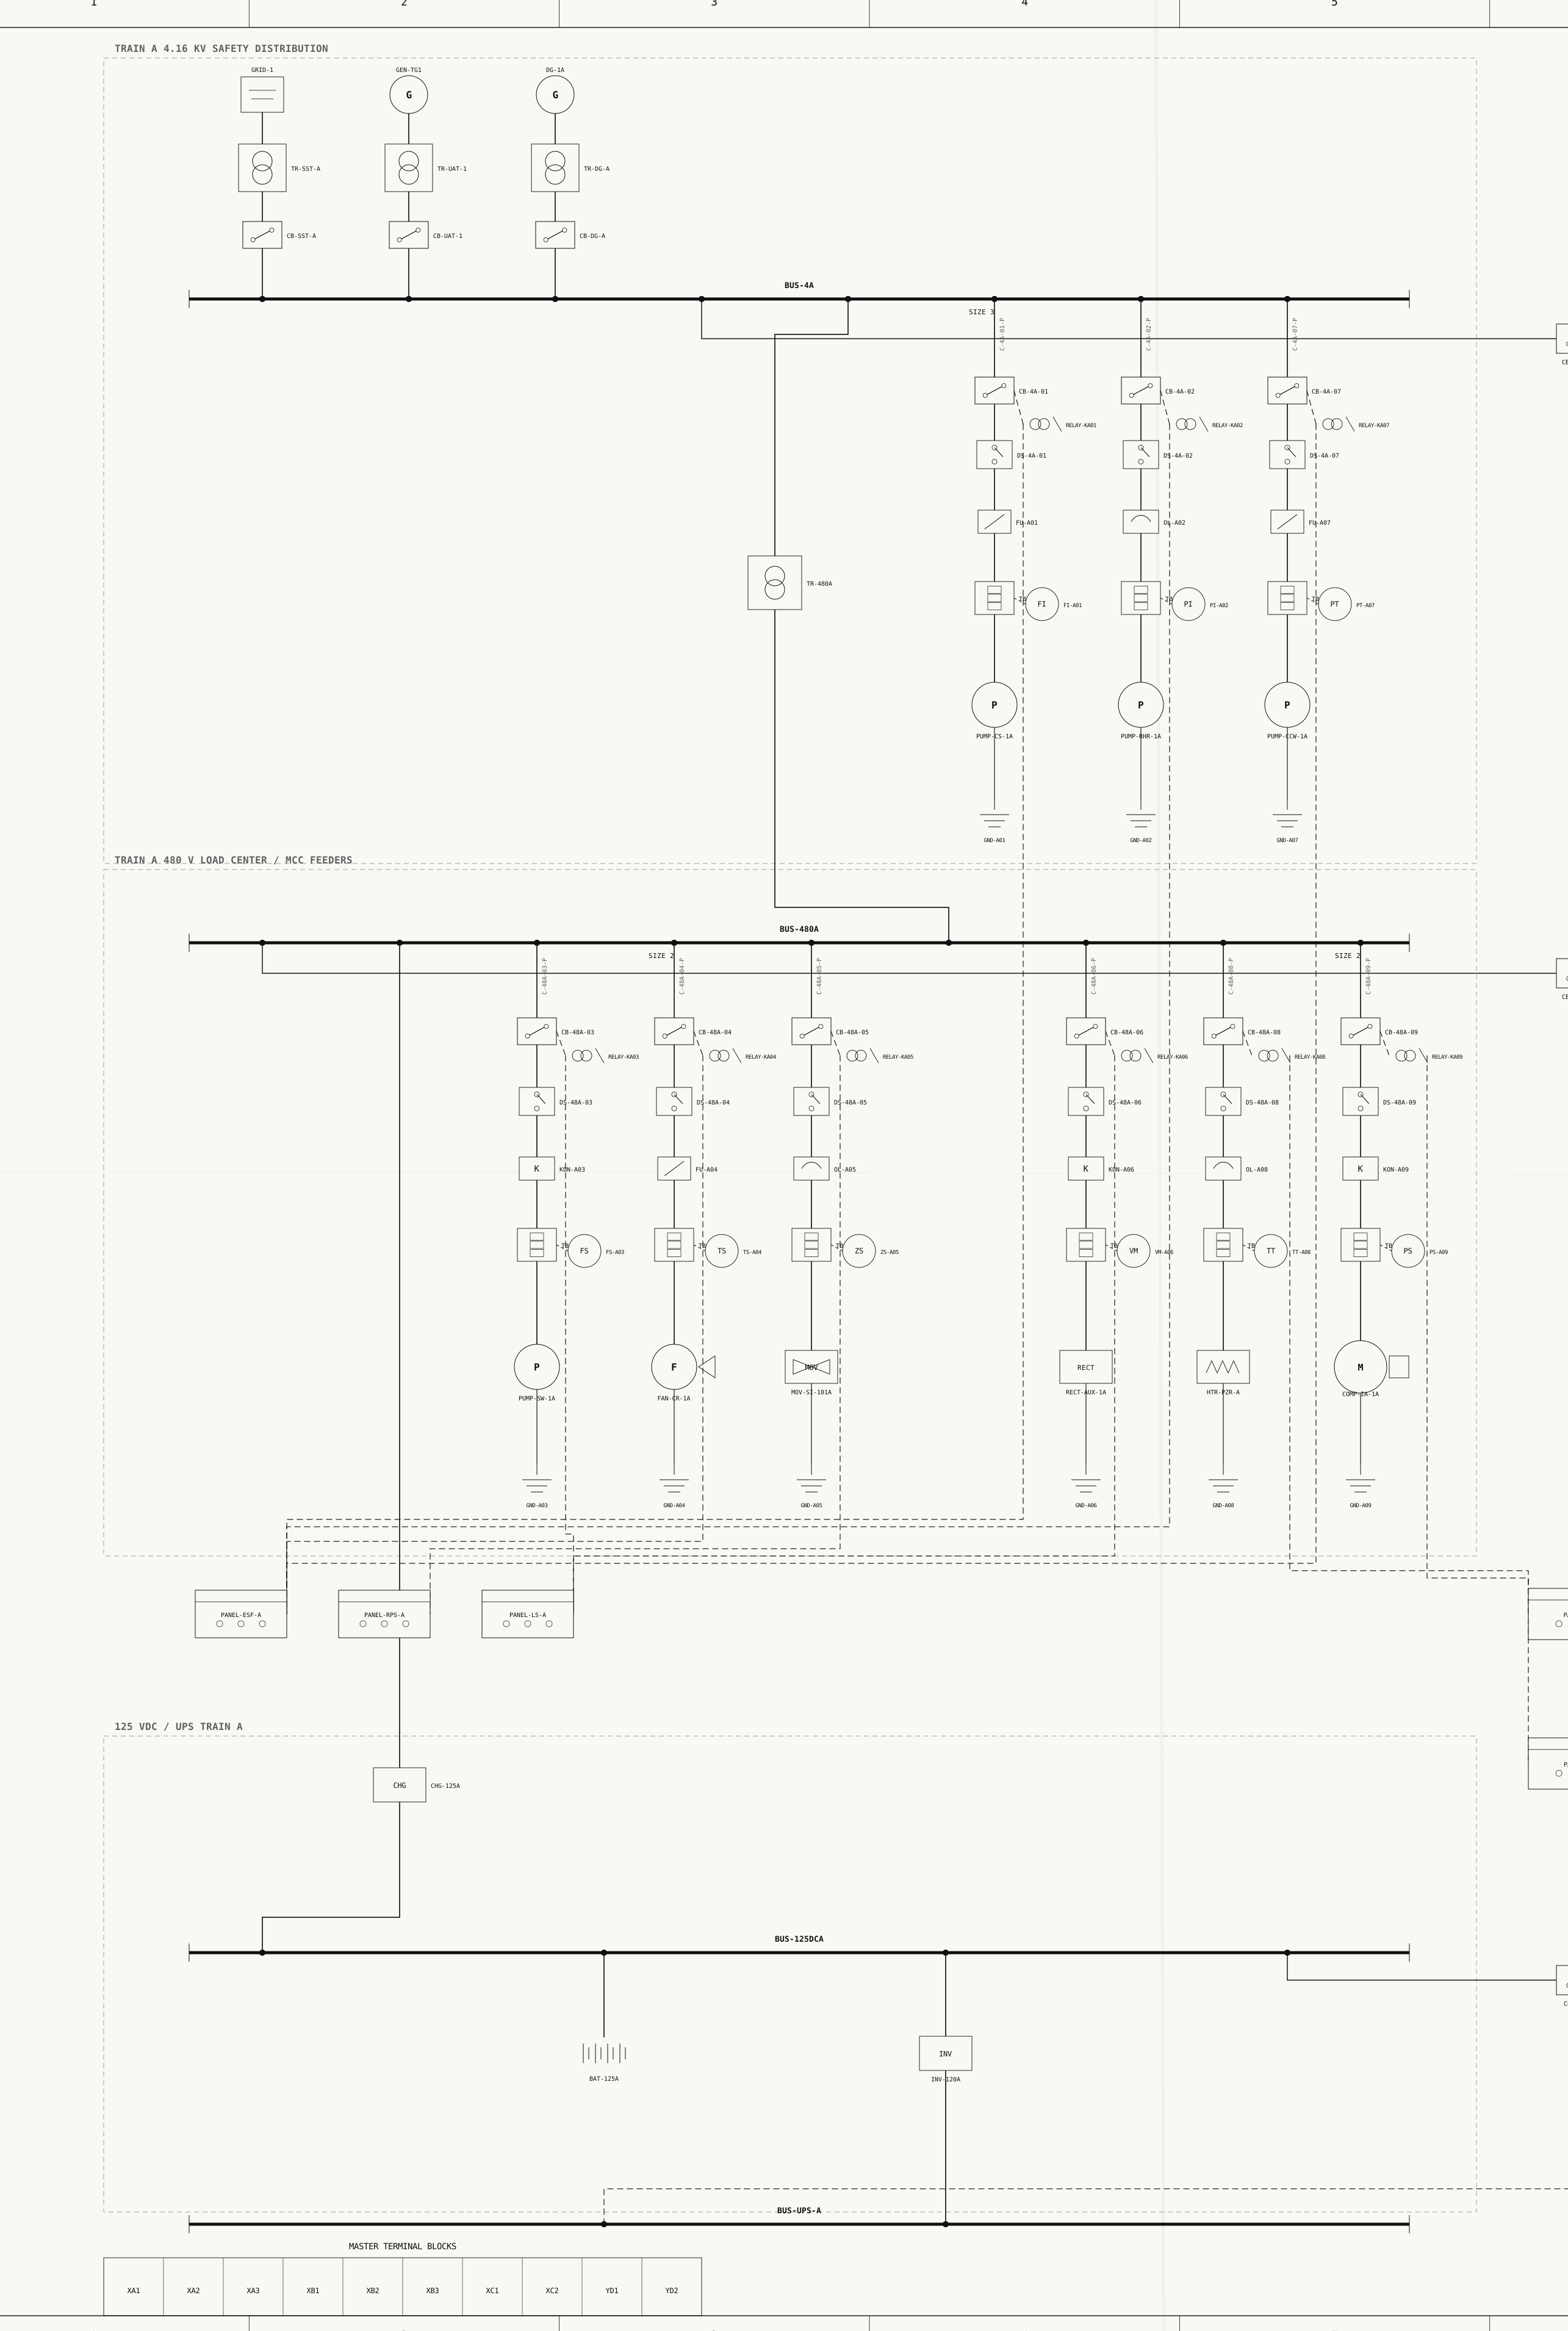 1 2 3 4 5
TRAIN A 4.16 KV SAFETY DISTRIBUTION
GRID-1 GEN-TG1 DG-1A
G G
TR-SST-A TR-UAT-1 TR-DG-A
CB-SST-A CB-UAT-1 CB-DG-A
BUS-4A
SIZE 3
C-4A-01-P C-4A-02-P C-4A-07-P
CB-4A-01 CB-4A-02 CB-4A-07
RELAY-KA01 RELAY-KA02 RELAY-KA07
DS-4A-01 DS-4A-02 DS-4A-07
FU-A01 OL-A02 FU-A07
TR-480A
FI FI-A01 PI PI-A02 PT PT-A07
P P P
PUMP-CS-1A PUMP-RHR-1A PUMP-CCW-1A
GND-A01 GND-A02 GND-A07
TRAIN A 480 V LOAD CENTER / MCC FEEDERS
BUS-480A
SIZE 2 SIZE 2
C-48A-03-P C-48A-04-P C-48A-05-P C-48A-06-P C-48A-08-P C-48A-09-P
CB-48A-03 CB-48A-04 CB-48A-05 CB-48A-06 CB-48A-08 CB-48A-09
RELAY-KA03 RELAY-KA04 RELAY-KA05 RELAY-KA06 RELAY-KA08 RELAY-KA09
DS-48A-03 DS-48A-04 DS-48A-05 DS-48A-06 DS-48A-08 DS-48A-09
K KON-A03 FU-A04 OL-A05 K KON-A06 OL-A08 K KON-A09
FS FS-A03 TS TS-A04 ZS ZS-A05 VM VM-A06 TT TT-A08 PS PS-A09
P F MOV RECT M
PUMP-SW-1A FAN-CR-1A MOV-SI-101A RECT-AUX-1A HTR-PZR-A COMP-IA-1A
GND-A03 GND-A04 GND-A05 GND-A06 GND-A08 GND-A09
PANEL-ESF-A PANEL-RPS-A PANEL-LS-A
125 VDC / UPS TRAIN A
CHG CHG-125A
BUS-125DCA
INV
BAT-125A INV-120A
BUS-UPS-A
MASTER TERMINAL BLOCKS
XA1 XA2 XA3 XB1 XB2 XB3 XC1 XC2 YD1 YD2